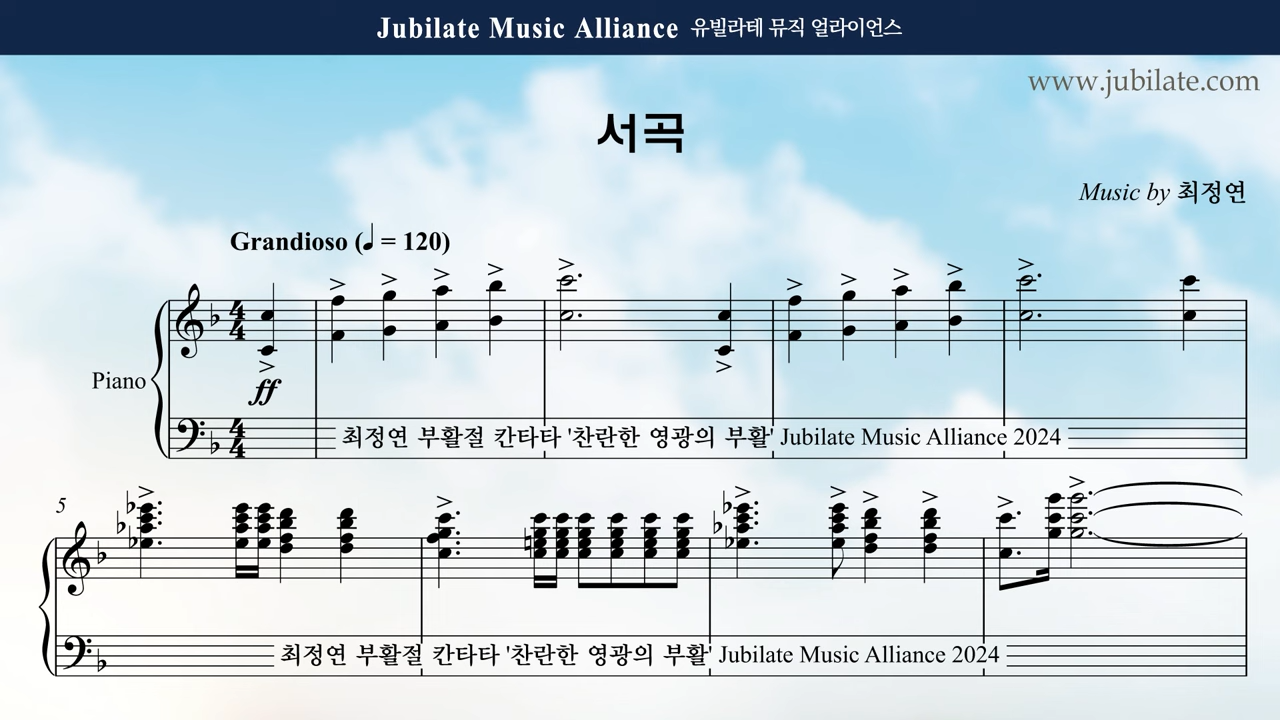 Jubilate Music Alliance 유빌라테 뮤직 얼라이언스
www.jubilate.com
서곡
Music by 최정연
Grandioso (♩ = 120)
Piano
ff
최정연 부활절 칸타타 '찬란한 영광의 부활' Jubilate Music Alliance 2024
5
최정연 부활절 칸타타 '찬란한 영광의 부활' Jubilate Music Alliance 2024